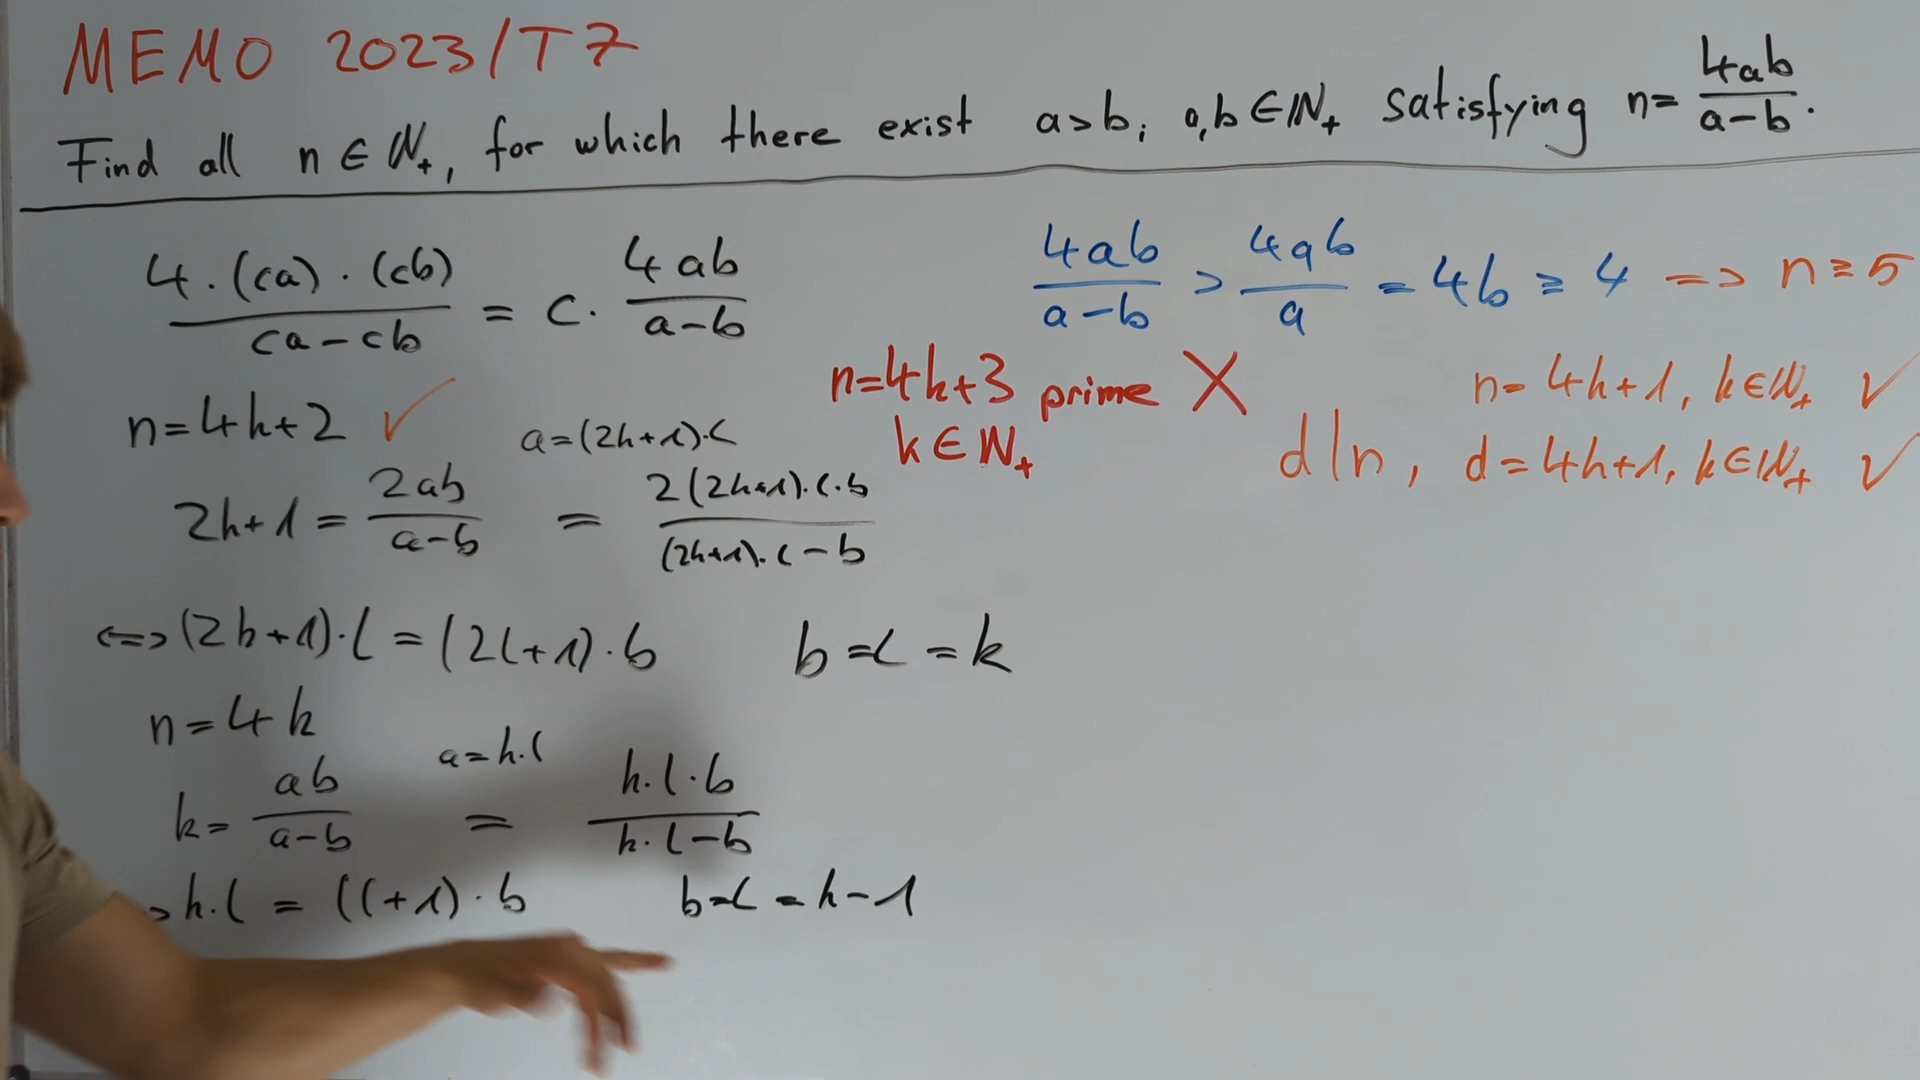 MEMO 2023/T7
Find all n ∈ ℕ₊, for which there exist a>b; a,b ∈ ℕ₊ satisfying n = 4ab/(a-b).
4·(ca)·(cb)/(ca-cb) = c· 4ab/(a-b)
4ab/(a-b) > 4ab/a = 4b ≥ 4 => n ≥ 5
n=4k+3 prime X
k ∈ ℕ₊
n= 4k+1, k∈ℕ₊ ✓
d|n, d=4k+1, k∈ℕ₊ ✓
n=4k+2 ✓
a=(2k+1)·l
2k+1 = 2ab/(a-b) = 2(2k+1)·l·b/((2k+1)·l-b)
<=> (2b+1)·l = (2l+1)·b b=l=k
n=4k
a=k·l
k= ab/(a-b) = k·l·b/(k·l-b)
> k·l = (l+1)·b b=l=k-1